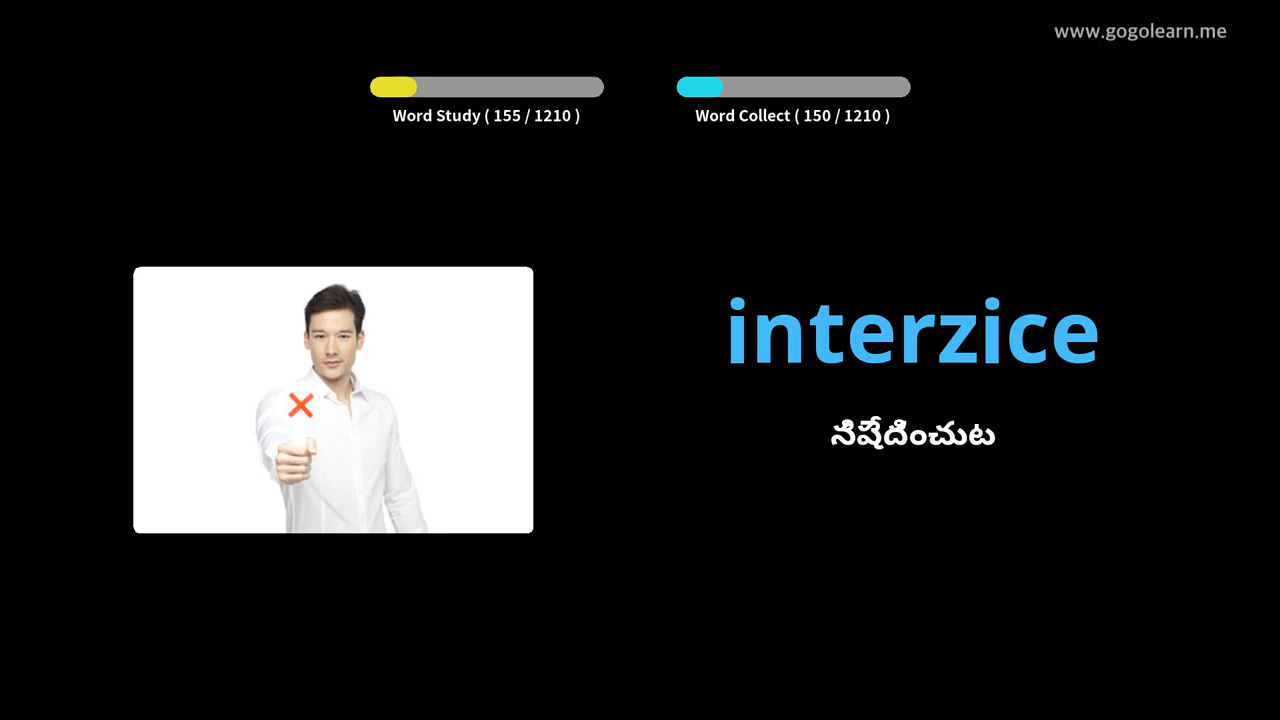 www.gogolearn.me
Word Study ( 155 / 1210 )
Word Collect ( 150 / 1210 )
interzice
నిషేదించుట